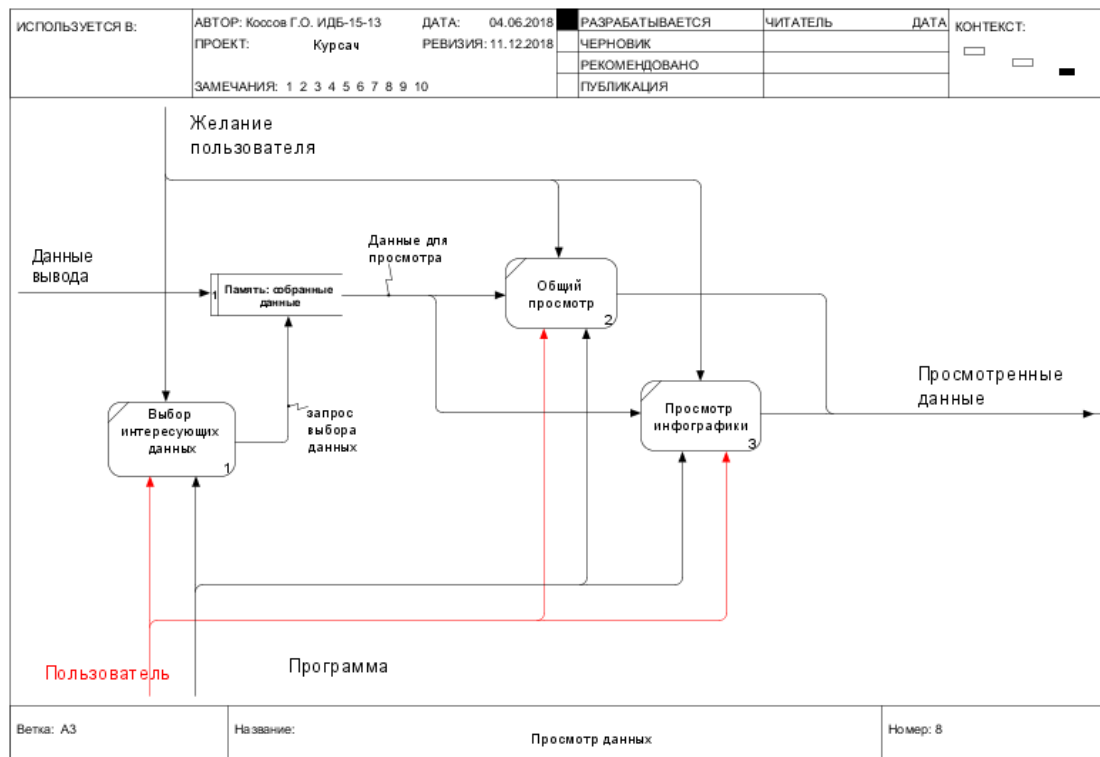 ИСПОЛЬЗУЕТСЯ В:
АВТОР: Коссов Г.О. ИДБ-15-13
ДАТА: 04.06.2018
ПРОЕКТ: Курсач
РЕВИЗИЯ: 11.12.2018
ЗАМЕЧАНИЯ: 1 2 3 4 5 6 7 8 9 10
РАЗРАБАТЫВАЕТСЯ
ЧЕРНОВИК
РЕКОМЕНДОВАНО
ПУБЛИКАЦИЯ
ЧИТАТЕЛЬ
ДАТА
КОНТЕКСТ:
Желание
пользователя
Данные
вывода
1
Память: собранные
данные
Данные для
просмотра
Общий
просмотр
2
Выбор
интересующих
данных
1
запрос
выбора
данных
Просмотр
инфографики
3
Просмотренные
данные
Пользователь
Программа
Ветка: А3
Название:
Просмотр данных
Номер: 8